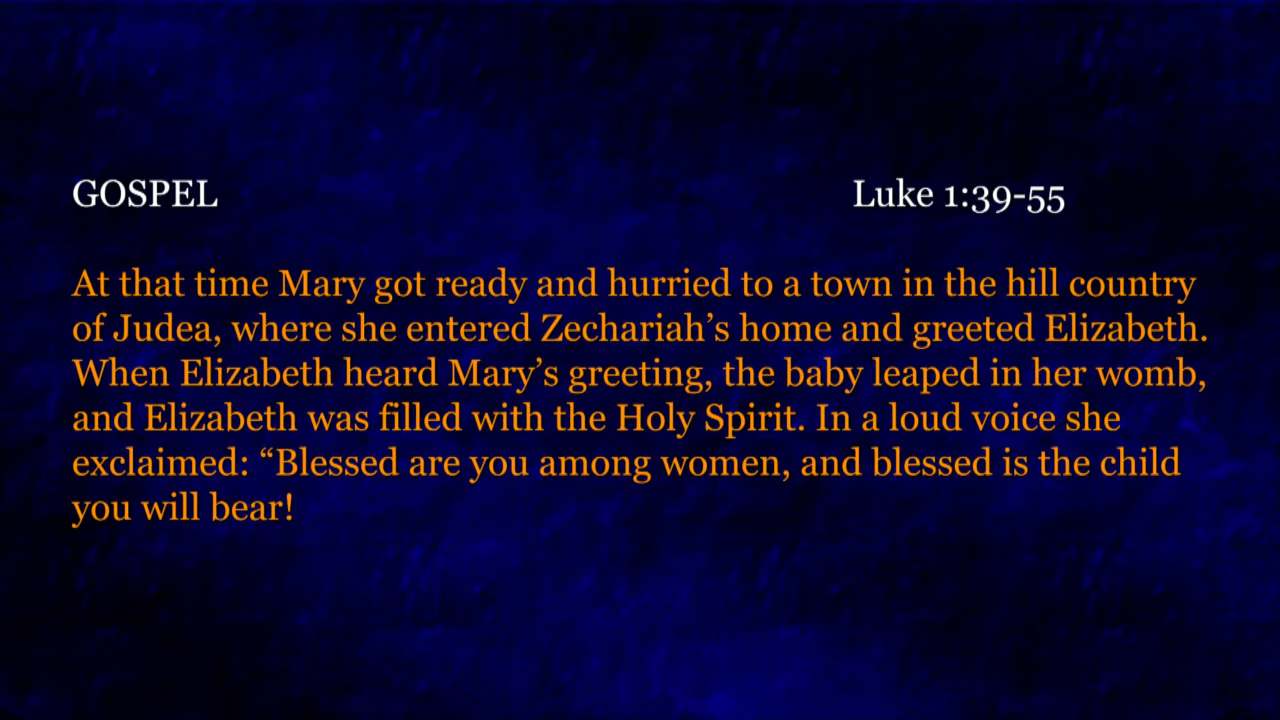 GOSPEL Luke 1:39-55
At that time Mary got ready and hurried to a town in the hill country
of Judea, where she entered Zechariah’s home and greeted Elizabeth.
When Elizabeth heard Mary’s greeting, the baby leaped in her womb,
and Elizabeth was filled with the Holy Spirit. In a loud voice she
exclaimed: “Blessed are you among women, and blessed is the child
you will bear!